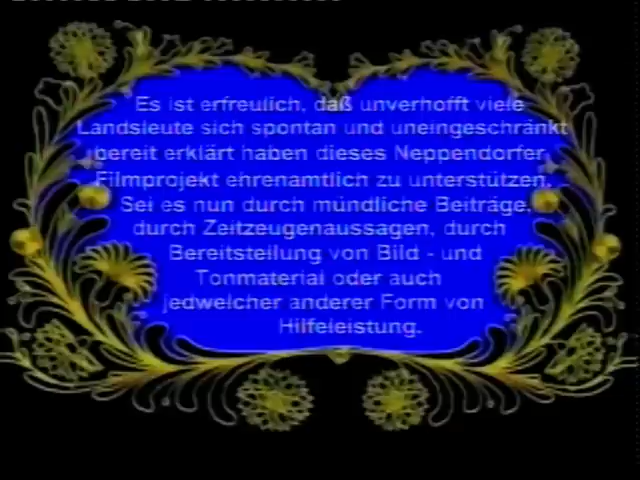 Es ist erfreulich, daß unverhofft viele
Landsleute sich spontan und uneingeschränkt
bereit erklärt haben dieses Neppendorfer
Filmprojekt ehrenamtlich zu unterstützen.
Sei es nun durch mündliche Beiträge,
durch Zeitzeugenaussagen, durch
Bereitstellung von Bild - und
Tonmaterial oder auch
jedwelcher anderer Form von
Hilfeleistung.